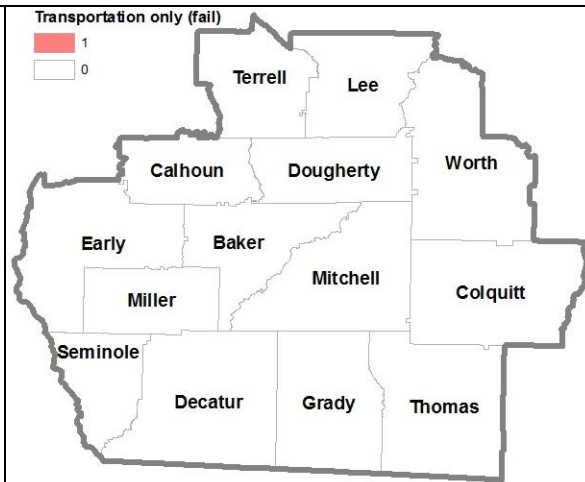 Transportation only (fail)
1
0
Terrell
Lee
Worth
Calhoun
Dougherty
Early
Baker
Mitchell
Colquitt
Miller
Seminole
Decatur
Grady
Thomas